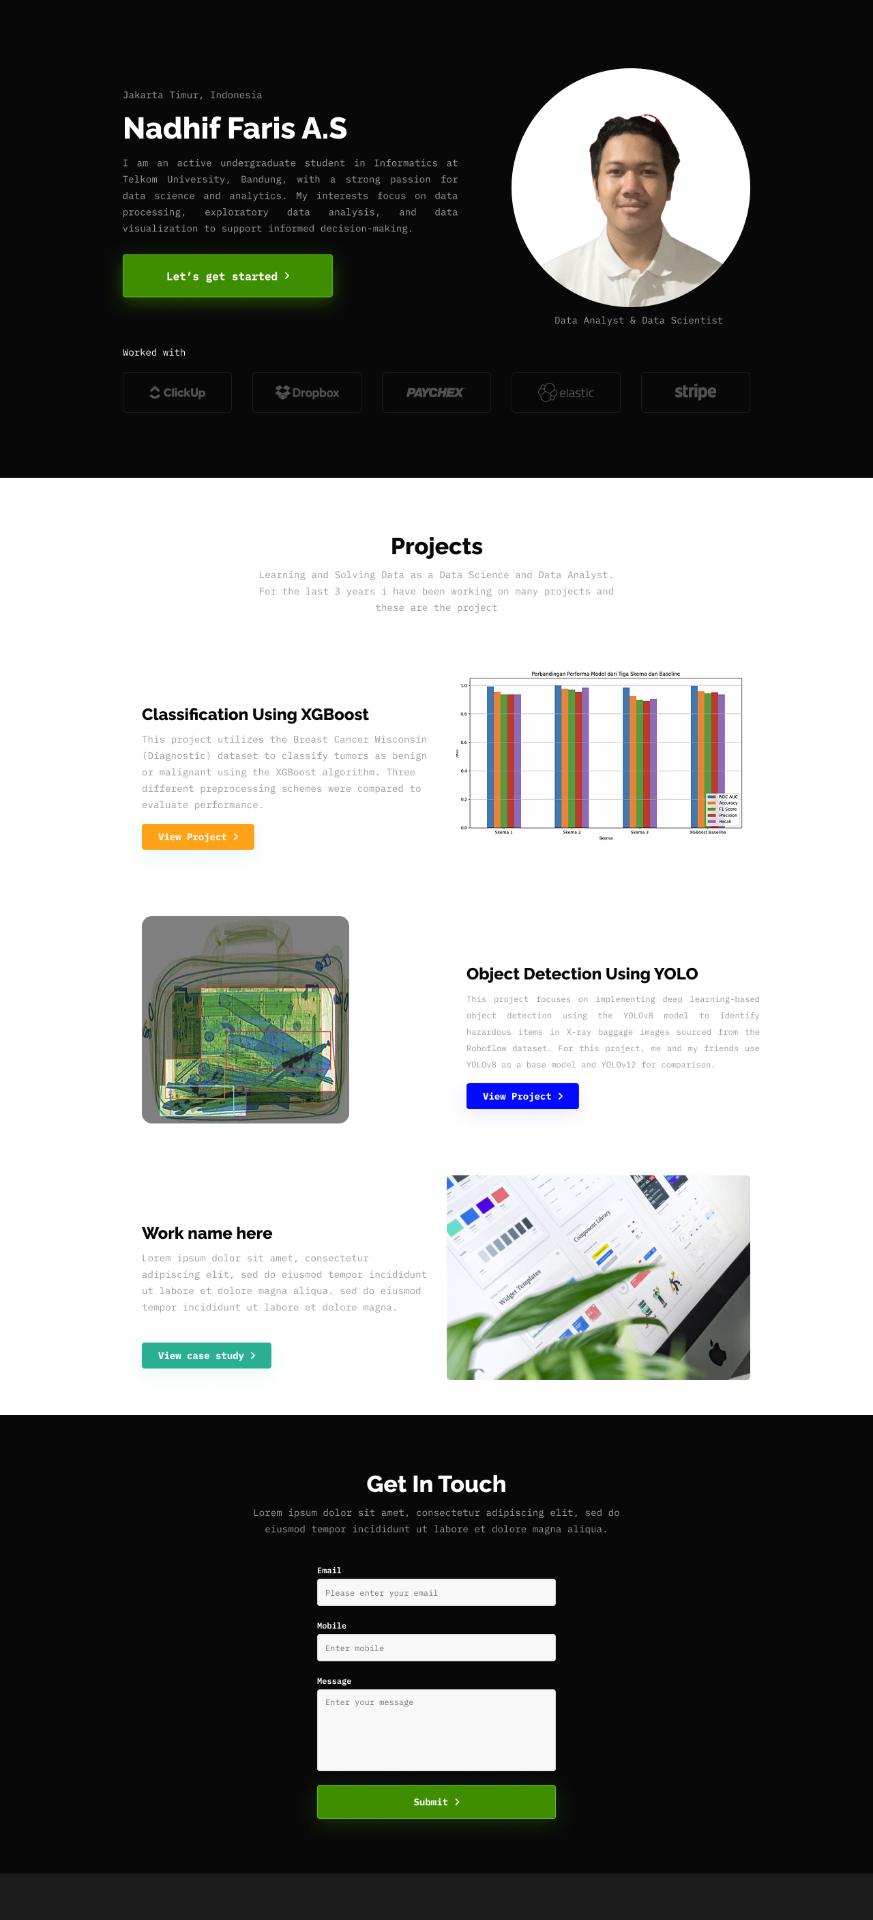 Jakarta Timur, Indonesia
Nadhif Faris A.S
I am an active undergraduate student in Informatics at
Telkom University, Bandung, with a strong passion for
data science and analytics. My interests focus on data
processing, exploratory data analysis, and data
visualization to support informed decision-making.
Let's get started
Data Analyst & Data Scientist
Worked with
ClickUp
Dropbox
PAYCHEX
elastic
stripe
Projects
Learning and Solving Data as a Data Science and Data Analyst.
For the last 3 years i have been working on many projects and
these are the project
Classification Using XGBoost
This project utilizes the Breast Cancer Wisconsin
(Diagnostic) dataset to classify tumors as benign
or malignant using the XGBoost algorithm. Three
different preprocessing schemes were compared to
evaluate performance.
View Project
Perbandingan Performa Model dari Tiga Skema dan Baseline
1.0
0.8
0.6
0.4
0.2
0.0
ROC AUC
Accuracy
F1 Score
Precision
Recall
Skema 1
Skema 2
Skema 3
XGBoost Baseline
Skema
Object Detection Using YOLO
This project focuses on implementing deep learning-based
object detection using the YOLOv8 model to identify
hazardous items in X-ray baggage images sourced from the
Roboflow dataset. For this project, me and my friends use
YOLOv8 as a base model and YOLOv12 for comparison.
View Project
Work name here
Lorem ipsum dolor sit amet, consectetur
adipiscing elit, sed do eiusmod tempor incididunt
ut labore et dolore magna aliqua. sed do eiusmod
tempor incididunt ut labore et dolore magna.
View case study
Component Library
Widget Templates
Get In Touch
Lorem ipsum dolor sit amet, consectetur adipiscing elit, sed do
eiusmod tempor incididunt ut labore et dolore magna aliqua.
Email
Please enter your email
Mobile
Enter mobile
Message
Enter your message
Submit